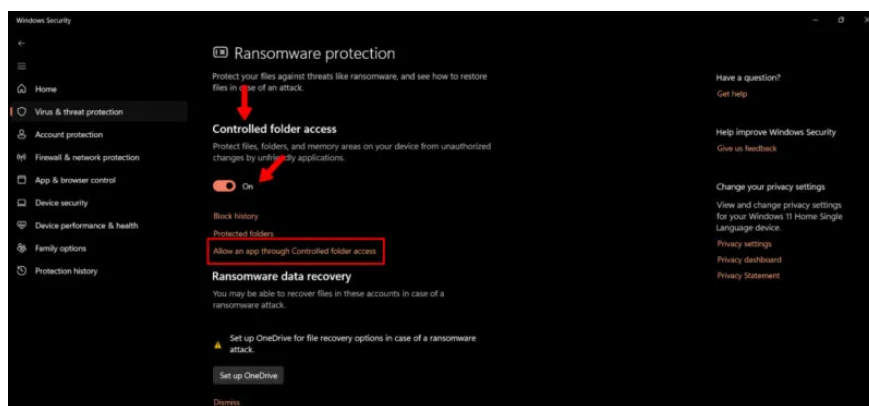 Windows Security
Home
Virus & threat protection
Account protection
Firewall & network protection
App & browser control
Device security
Device performance & health
Family options
Protection history
Ransomware protection
Protect your files against threats like ransomware, and see how to restore
files in case of an attack.
Controlled folder access
Protect files, folders, and memory areas on your device from unauthorized
changes by unfriendly applications.
On
Block history
Protected folders
Allow an app through Controlled folder access
Ransomware data recovery
You may be able to recover files in these accounts in case of a
ransomware attack.
Set up OneDrive for file recovery options in case of a ransomware
attack.
Set up OneDrive
Dismiss
Have a question?
Get help
Help improve Windows Security
Give us feedback
Change your privacy settings
View and change privacy settings
for your Windows 11 Home Single
Language device.
Privacy settings
Privacy dashboard
Privacy Statement